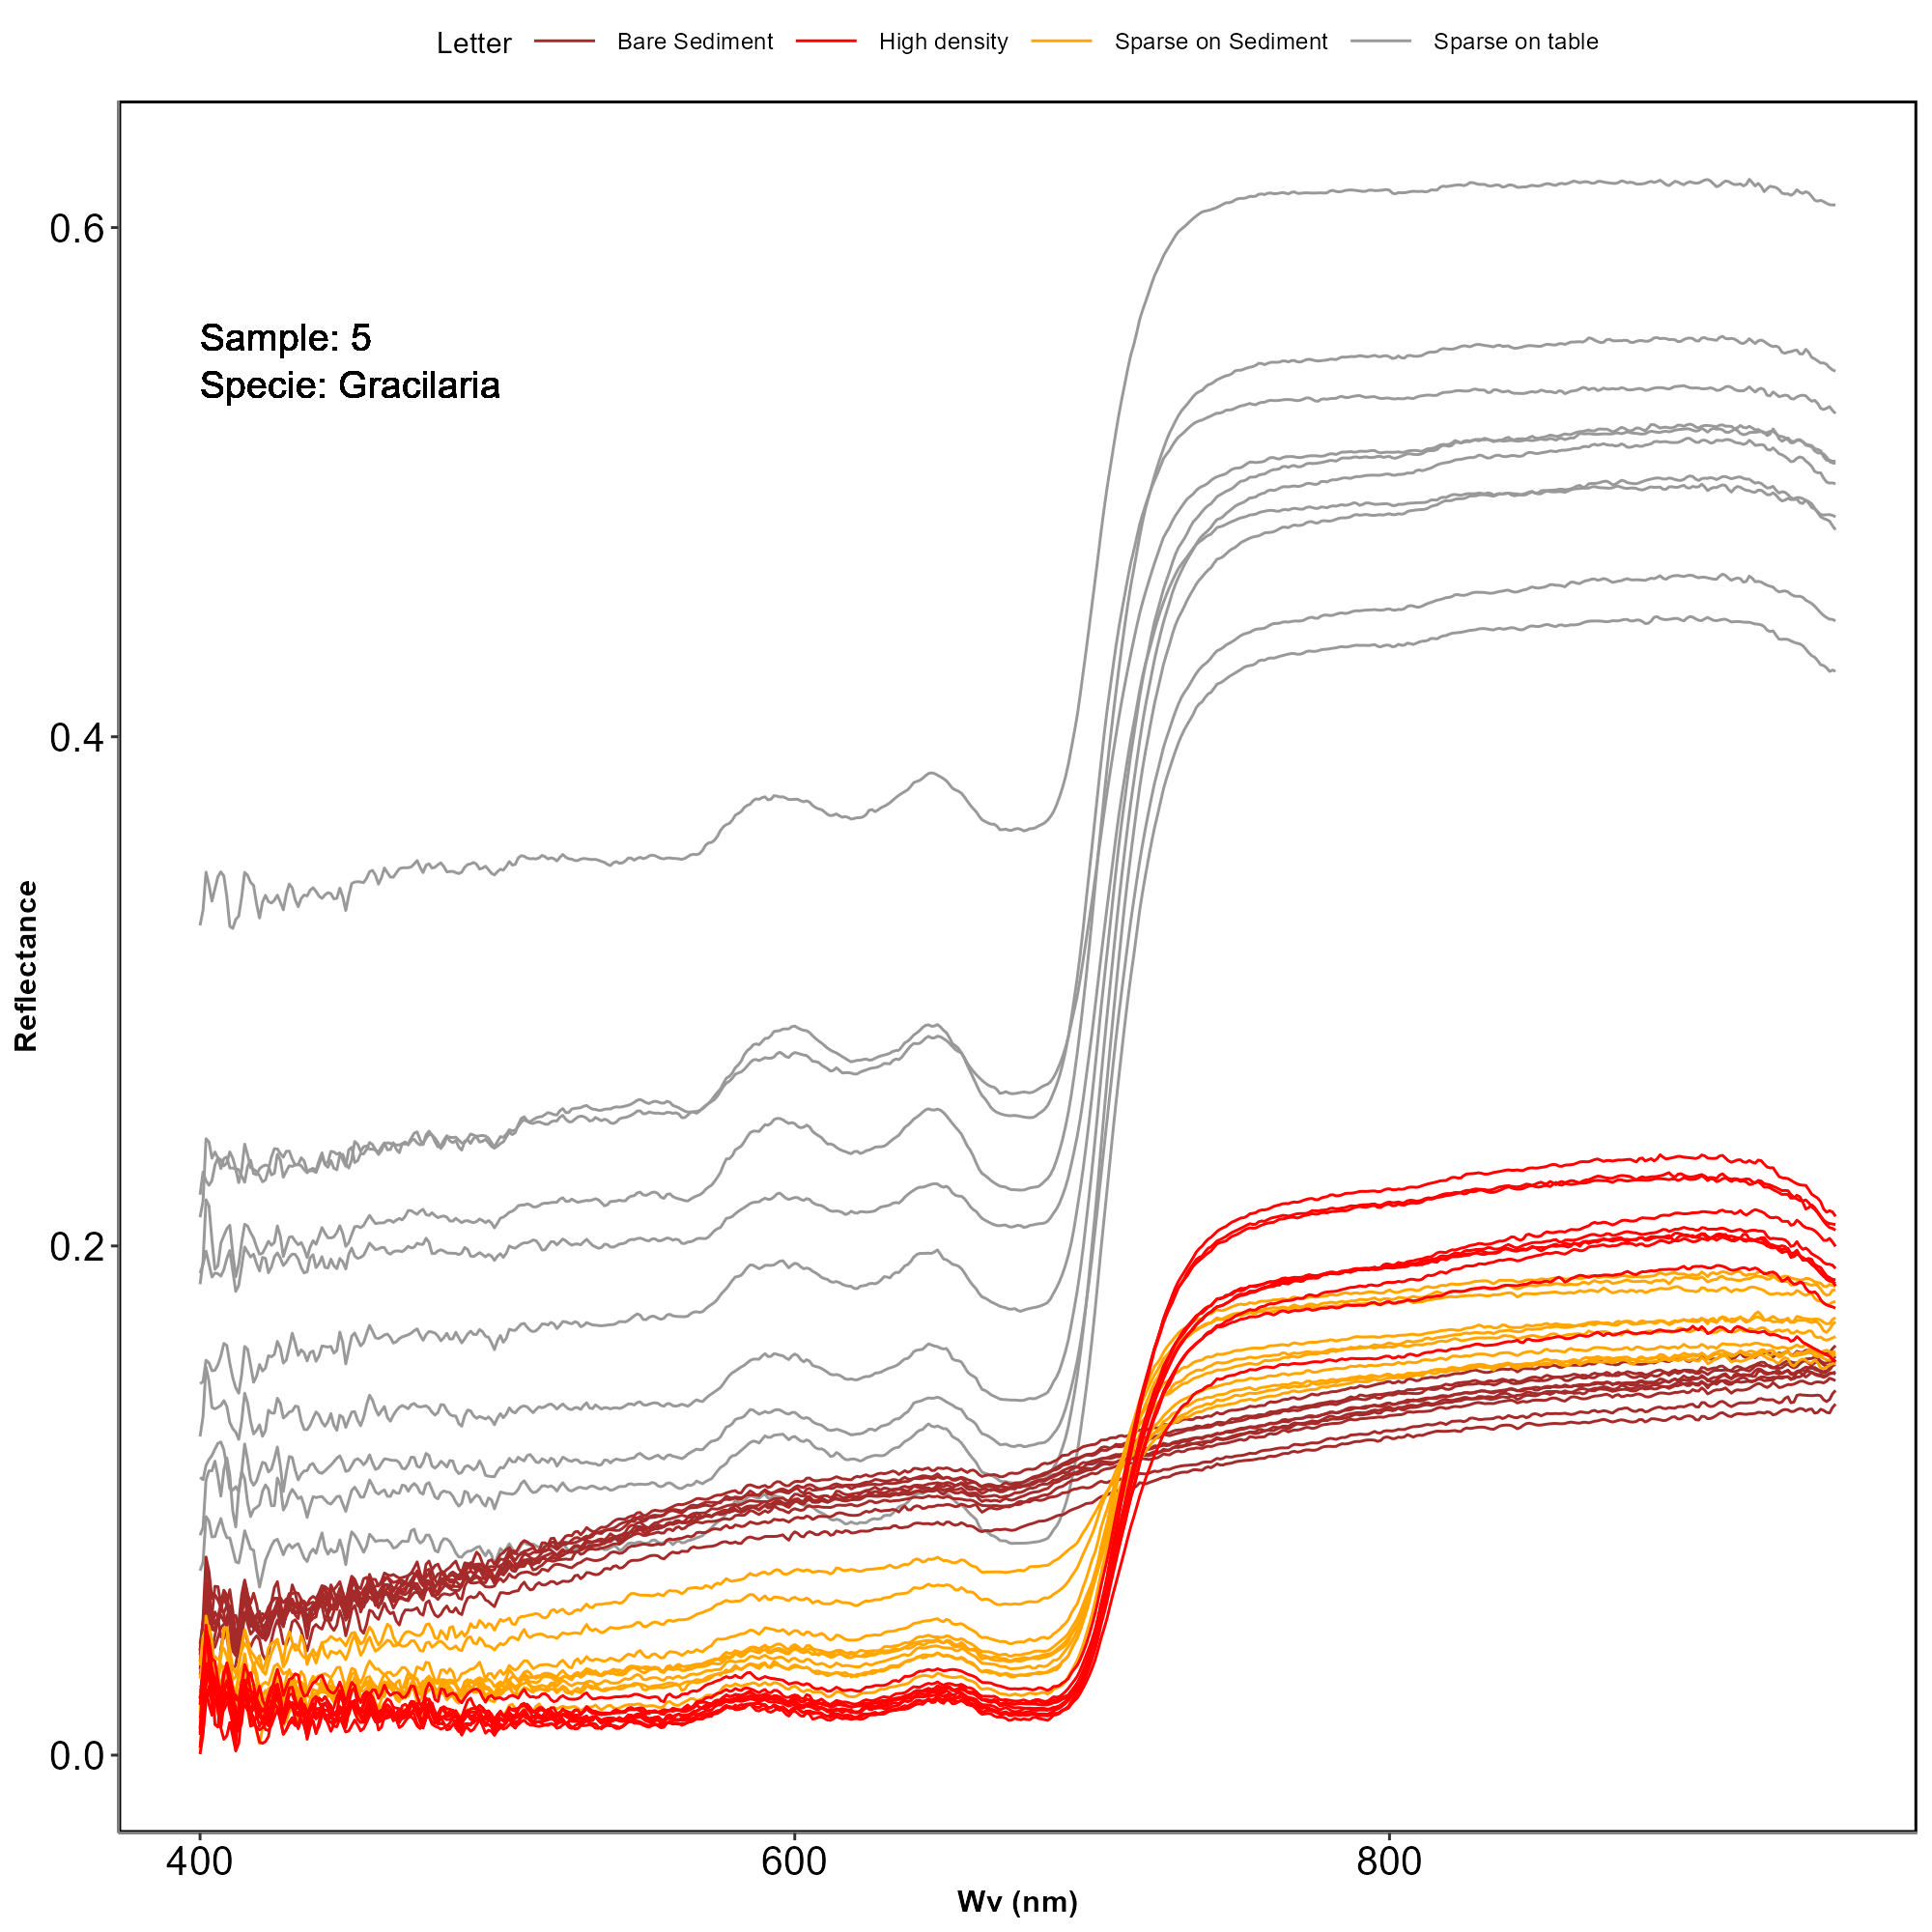 Letter Bare Sediment High density Sparse on Sediment Sparse on table
0.6
Sample: 5
Specie: Gracilaria
0.4
Reflectance
0.2
0.0
400 600 800
Wv (nm)